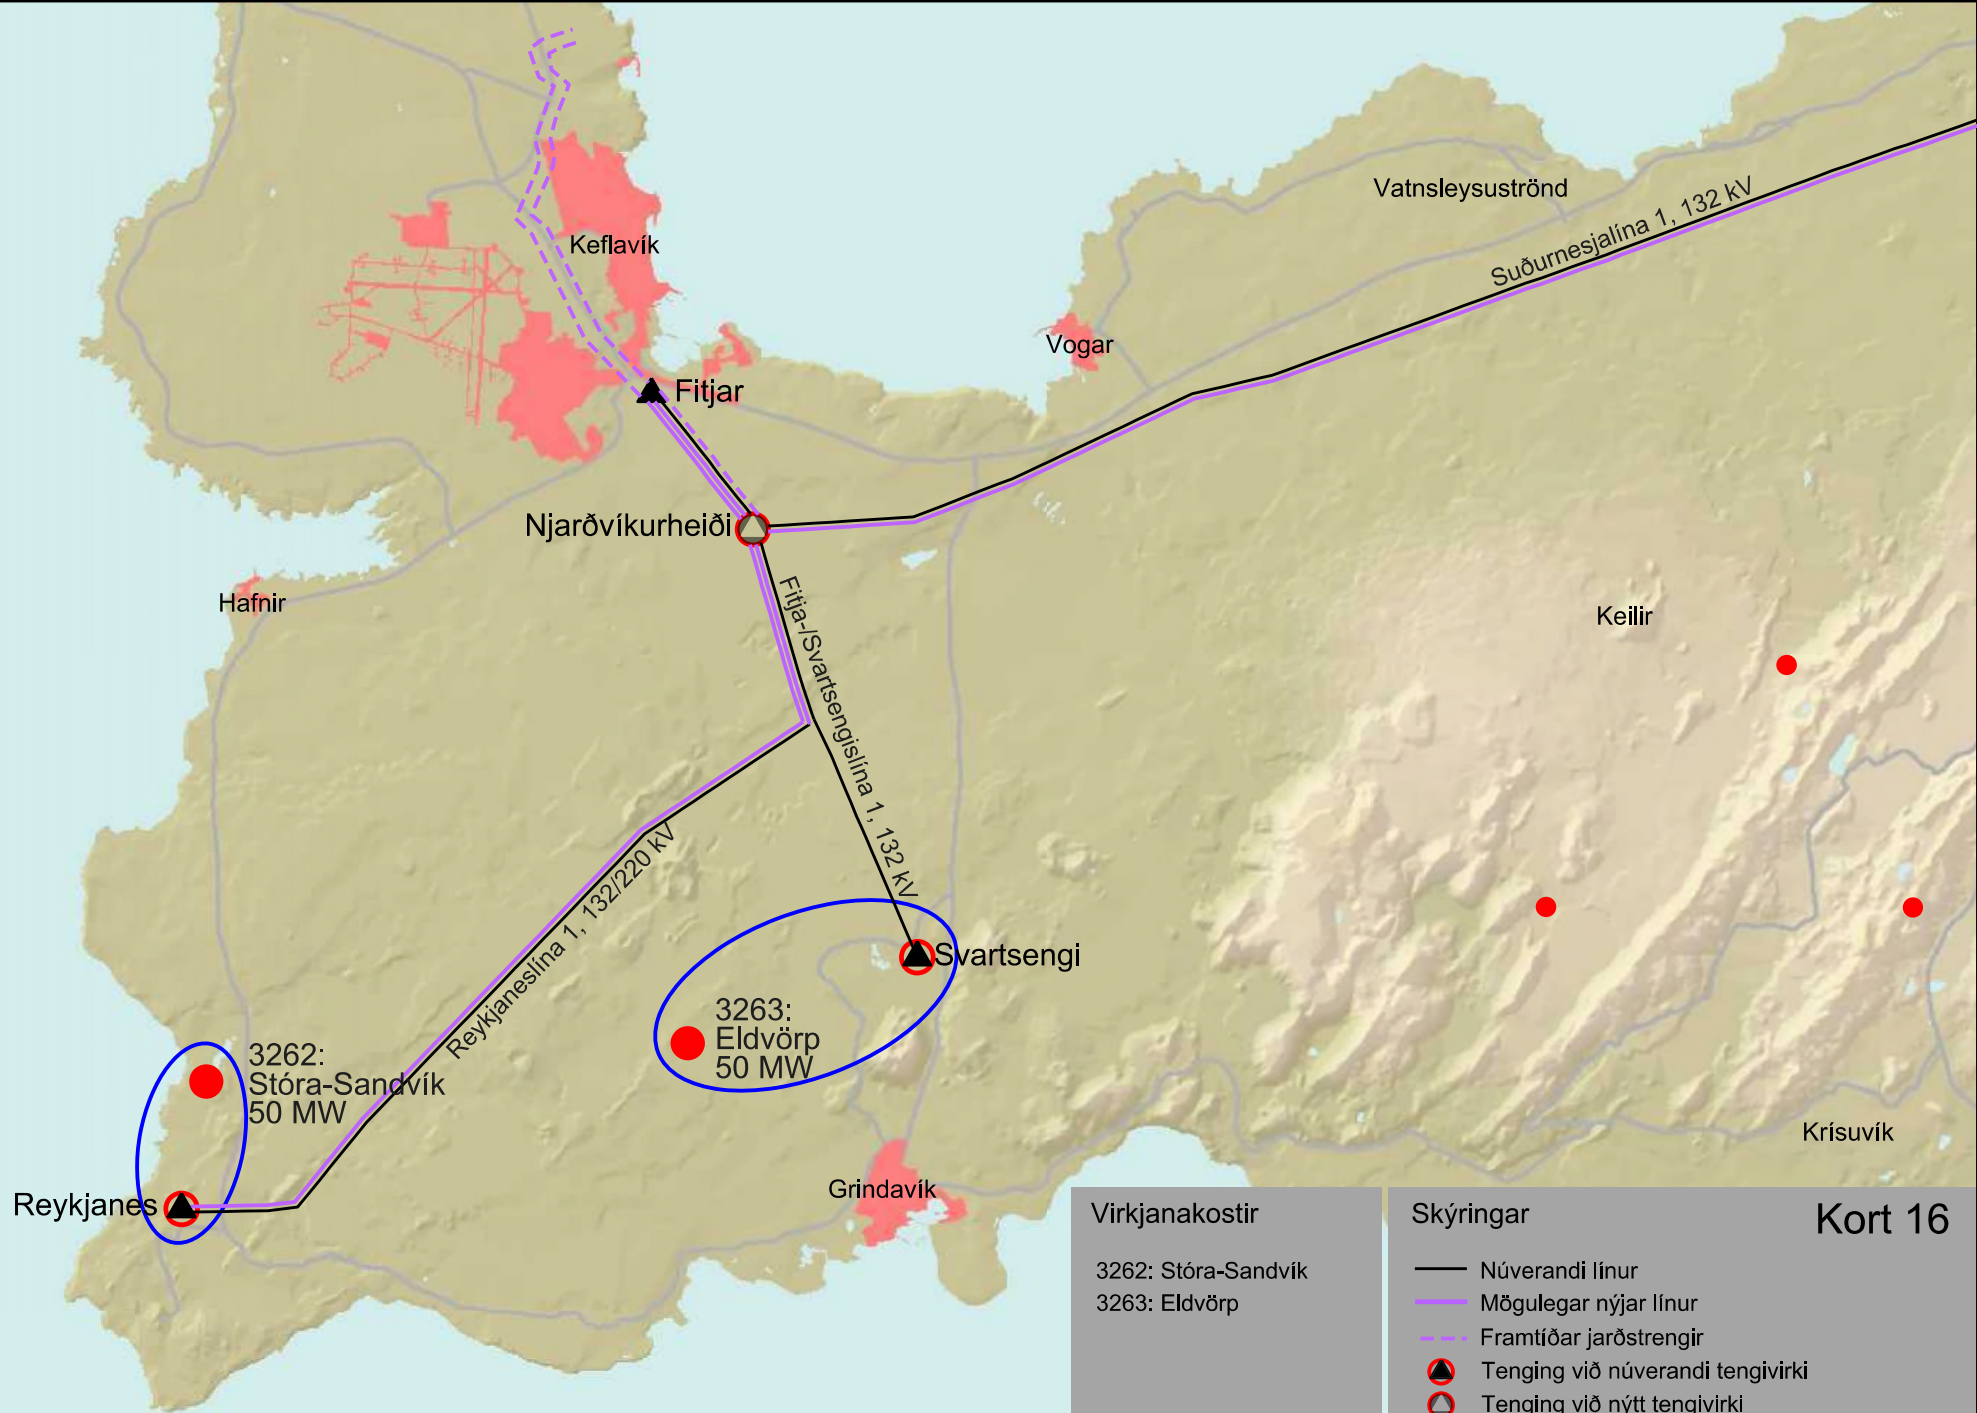 Vatnsleysuströnd
Suðurnesjalína 1, 132 kV
Keflavík
Vogar
Fitjar
Njarðvíkurheiði
Hafnir
Fitja-/Svartsengislína 1, 132 kV
Keilir
Reykjaneslína 1, 132/220 kV
Svartsengi
3263:
Eldvörp
50 MW
3262:
Stóra-Sandvík
50 MW
Krísuvík
Grindavík
Reykjanes
Virkjanakostir
3262: Stóra-Sandvík
3263: Eldvörp
Skýringar
Kort 16
Núverandi línur
Mögulegar nýjar línur
Framtíðar jarðstrengir
Tenging við núverandi tengivirki
Tenging við nýtt tengivirki